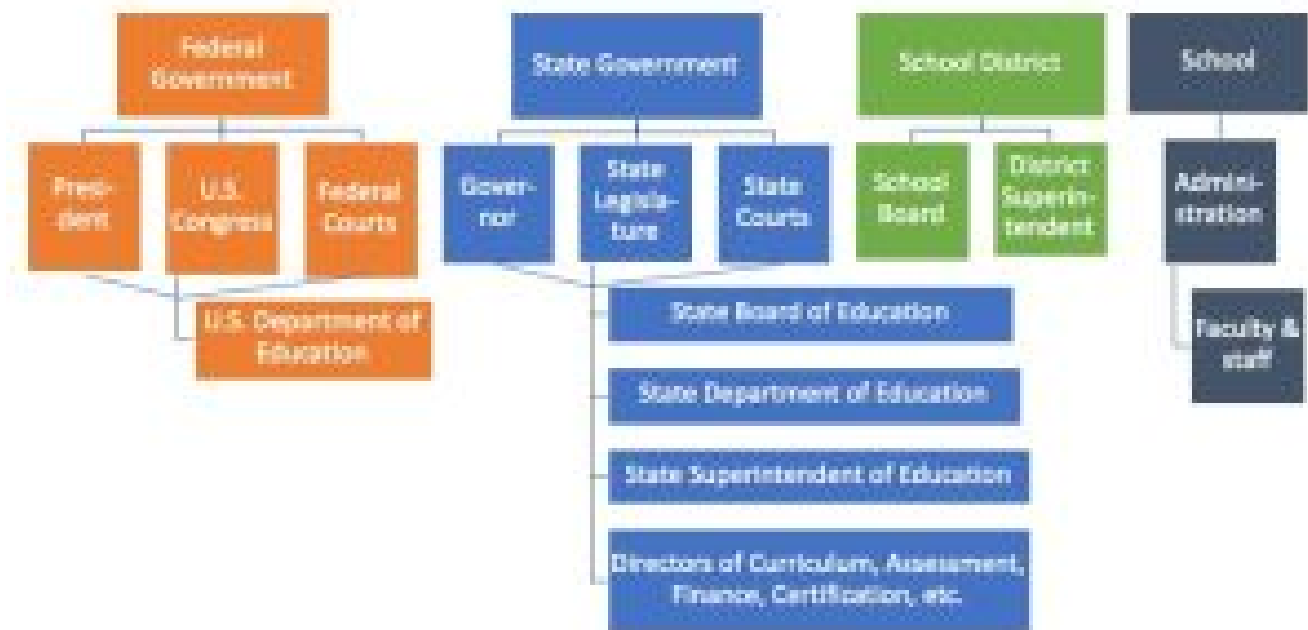 Federal
Government
State Government
School District
School
Presi-
dent
U.S.
Congress
Federal
Courts
Gover-
nor
State
Legisla-
ture
State
Courts
School
Board
District
Superin-
tendent
Admini-
stration
U.S. Department of
Education
State Board of Education
Faculty &
staff
State Department of Education
State Superintendent of Education
Directors of Curriculum, Assessment,
Finance, Certification, etc.